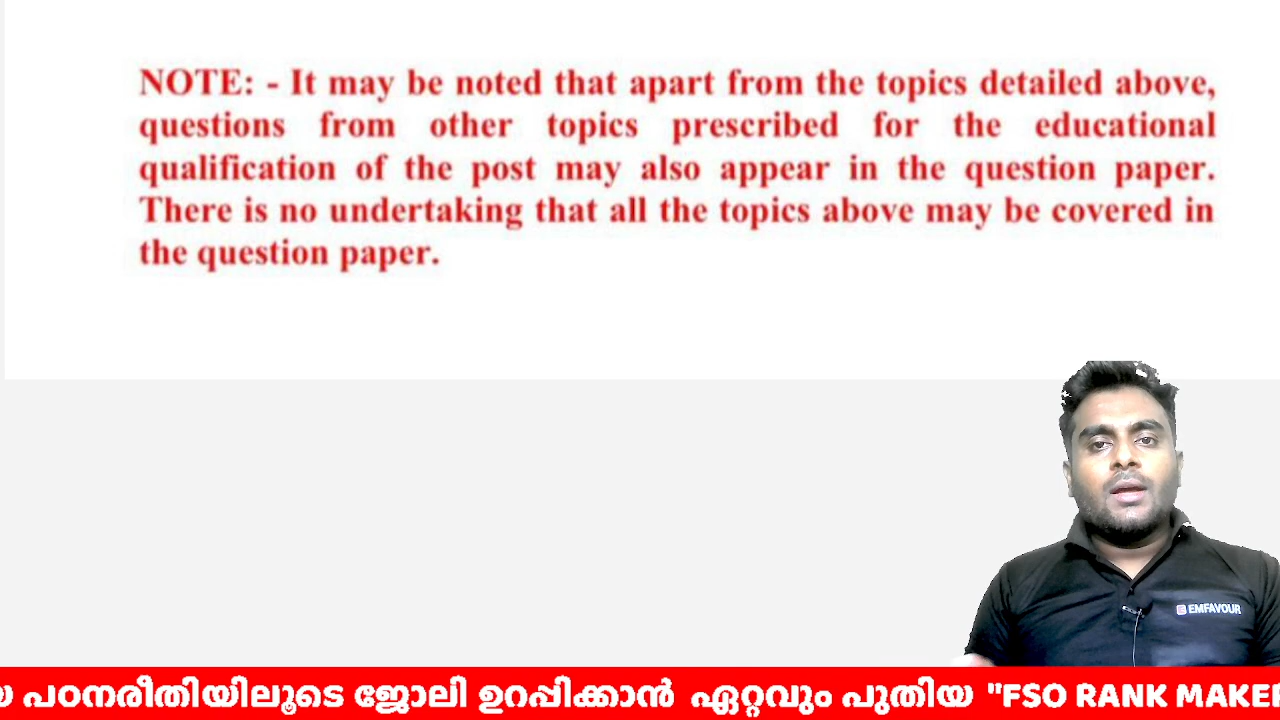 NOTE: - It may be noted that apart from the topics detailed above,
questions from other topics prescribed for the educational
qualification of the post may also appear in the question paper.
There is no undertaking that all the topics above may be covered in
the question paper.
EMFAVOUR
പഠനരീതിയിലൂടെ ജോലി ഉറപ്പിക്കാൻ ഏറ്റവും പുതിയ "FSO RANK MAKER